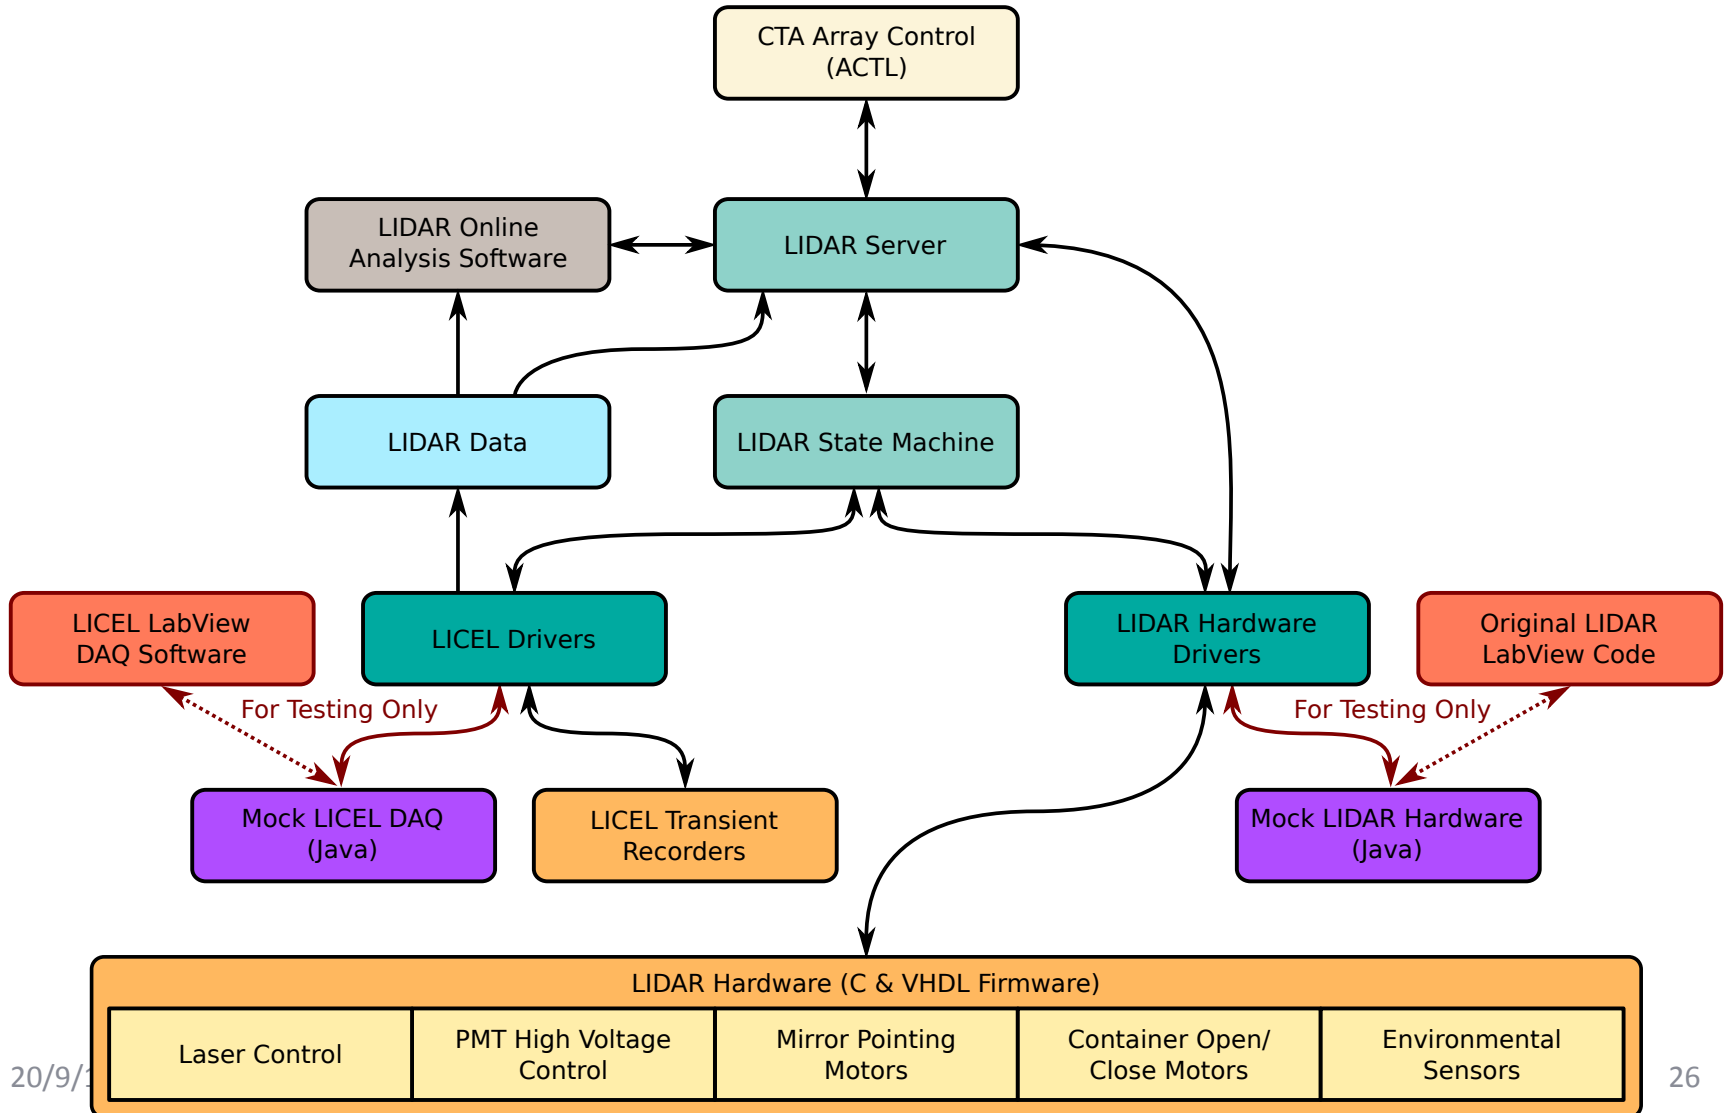 CTA Array Control
(ACTL)
LIDAR Online
Analysis Software
LIDAR Server
LIDAR Data
LIDAR State Machine
LICEL LabView
DAQ Software
LICEL Drivers
LIDAR Hardware
Drivers
Original LIDAR
LabView Code
For Testing Only
For Testing Only
Mock LICEL DAQ
(Java)
LICEL Transient
Recorders
Mock LIDAR Hardware
(Java)
LIDAR Hardware (C & VHDL Firmware)
Laser Control
PMT High Voltage
Control
Mirror Pointing
Motors
Container Open/
Close Motors
Environmental
Sensors
20/9/
26